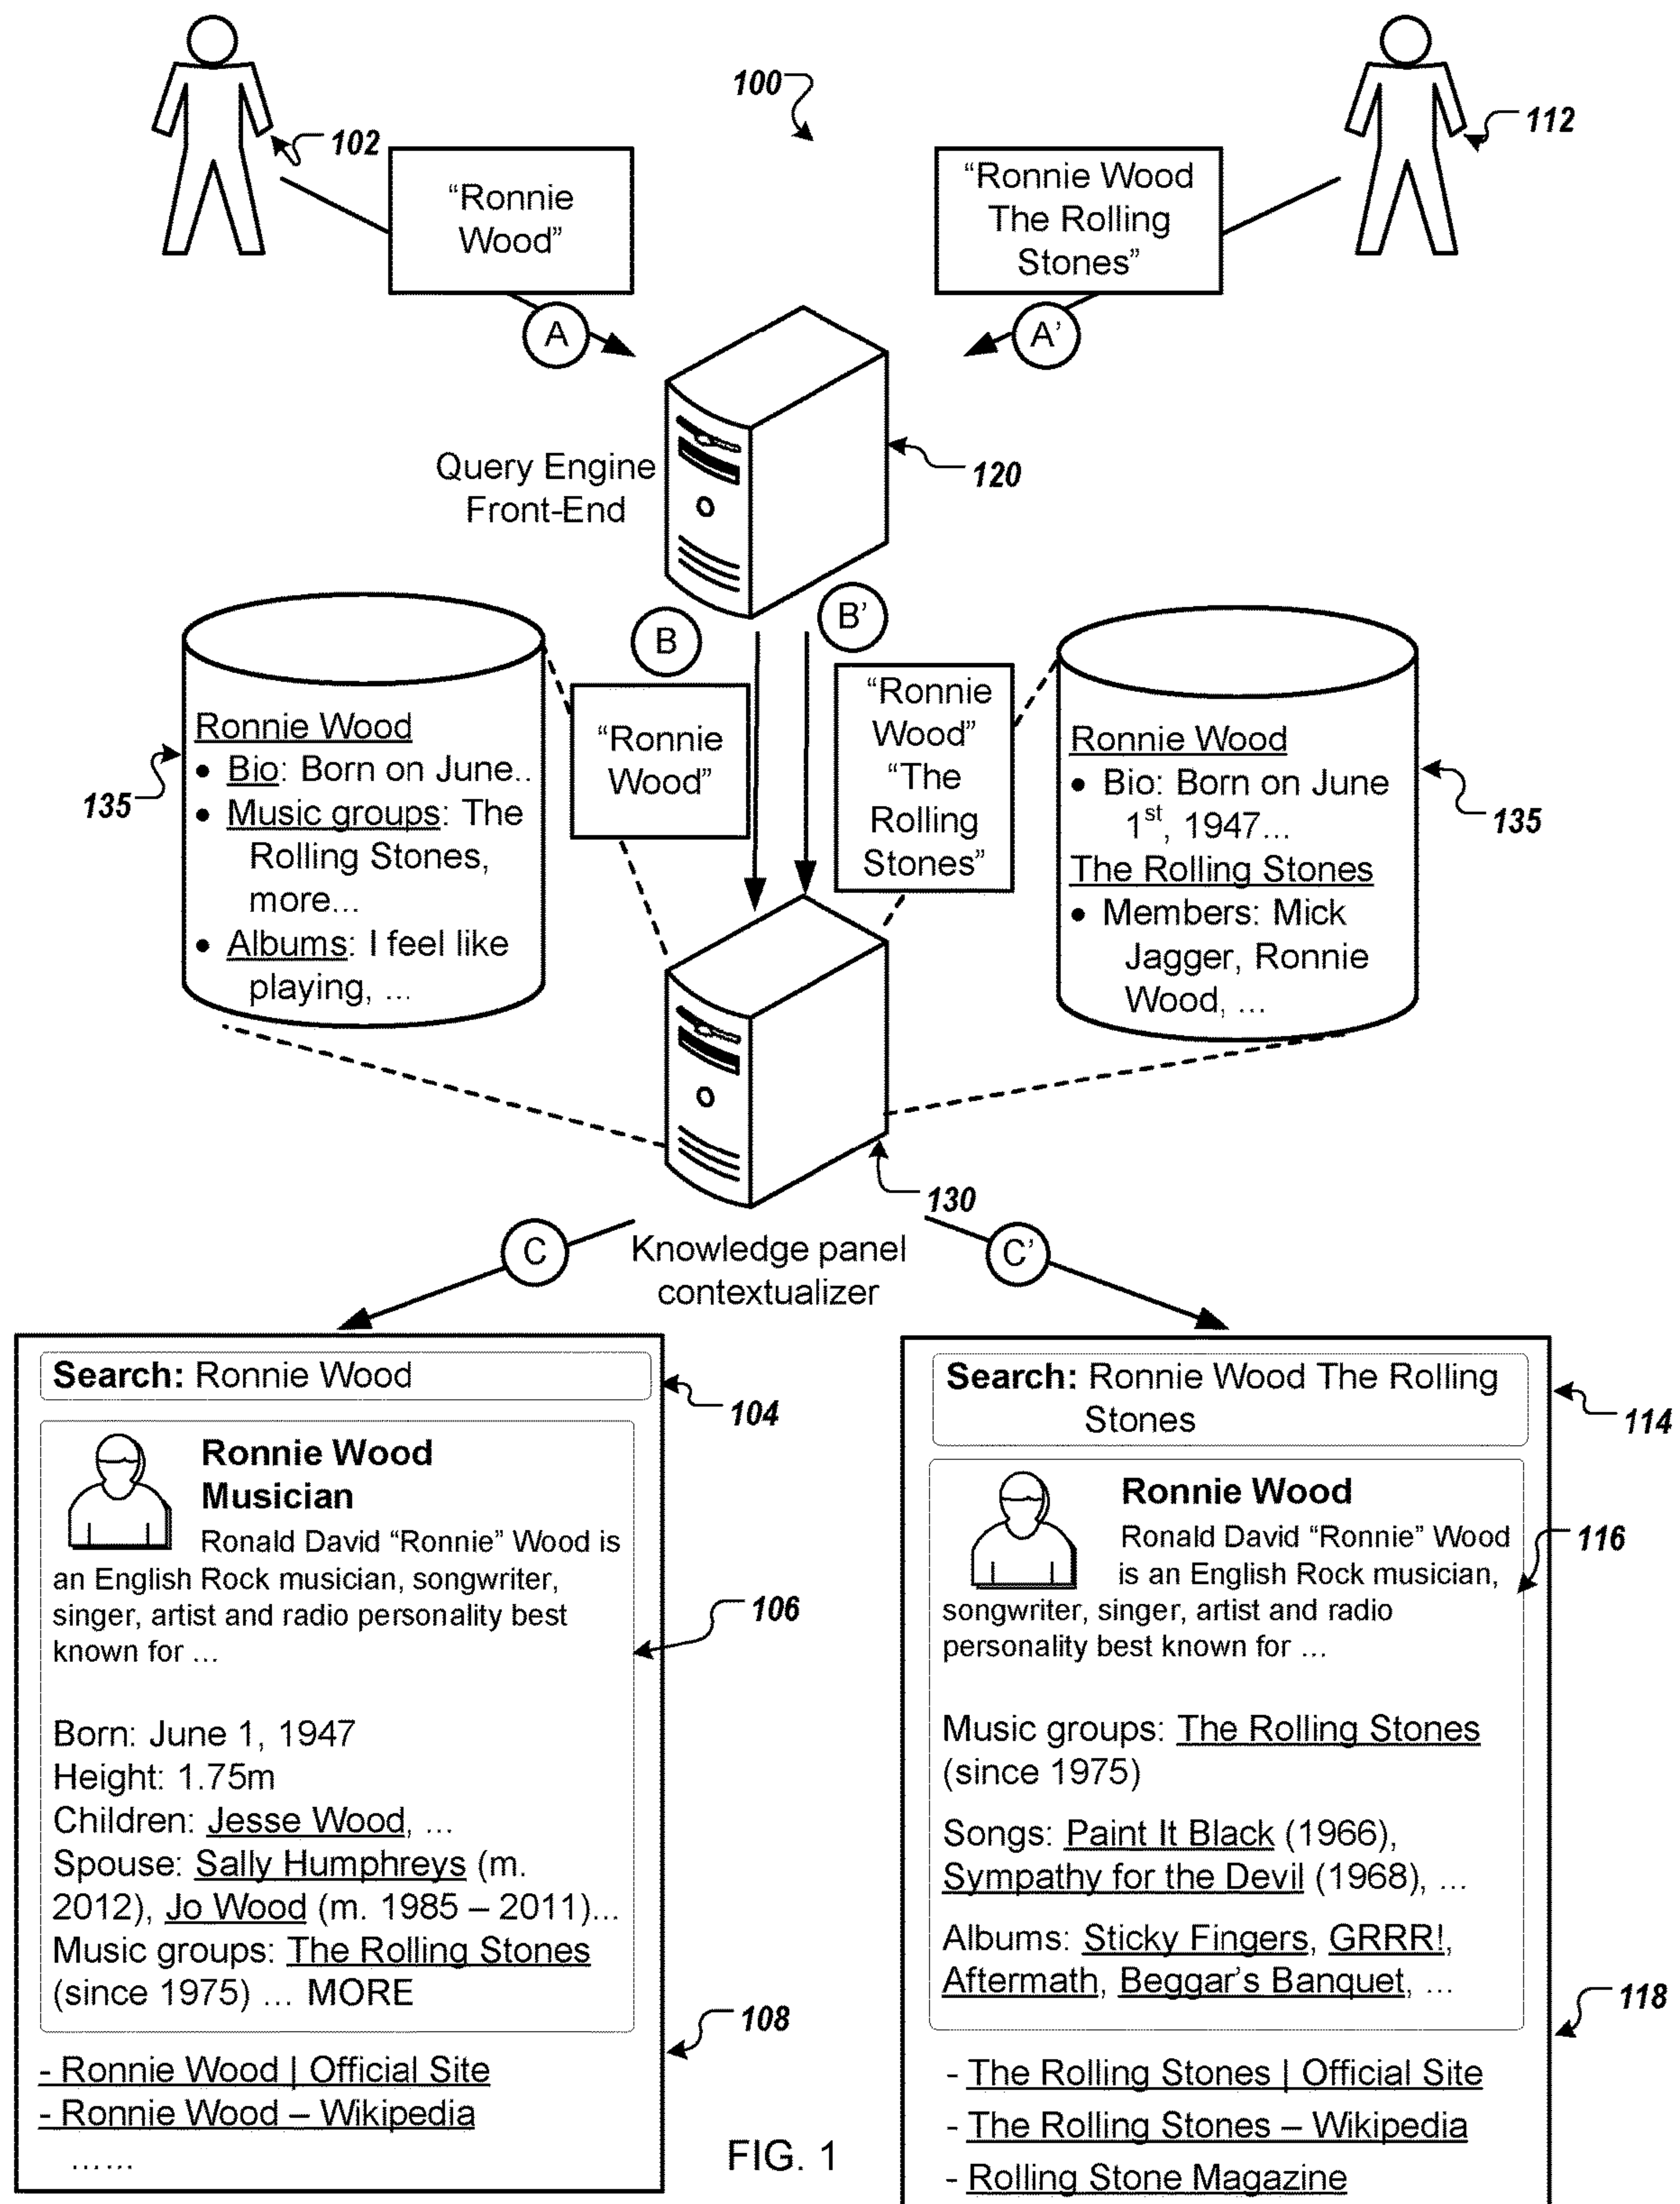 100
102
112
“Ronnie
Wood”
“Ronnie Wood
The Rolling
Stones”
A
A’
Query Engine
Front-End
120
B
B’
Ronnie Wood
• Bio: Born on June..
• Music groups: The
Rolling Stones,
more...
• Albums: I feel like
playing, ...
135
“Ronnie
Wood”
“Ronnie
Wood”
“The
Rolling
Stones”
Ronnie Wood
• Bio: Born on June
1st, 1947...
The Rolling Stones
• Members: Mick
Jagger, Ronnie
Wood, ...
135
130
C
Knowledge panel
contextualizer
C’
Search: Ronnie Wood
104
Ronnie Wood
Musician
Ronald David “Ronnie” Wood is
an English Rock musician, songwriter,
singer, artist and radio personality best
known for ...
106
Born: June 1, 1947
Height: 1.75m
Children: Jesse Wood, ...
Spouse: Sally Humphreys (m.
2012), Jo Wood (m. 1985 – 2011)...
Music groups: The Rolling Stones
(since 1975) ... MORE
108
- Ronnie Wood | Official Site
- Ronnie Wood – Wikipedia
......
Search: Ronnie Wood The Rolling
Stones
114
Ronnie Wood
Ronald David “Ronnie” Wood
is an English Rock musician,
songwriter, singer, artist and radio
personality best known for ...
116
Music groups: The Rolling Stones
(since 1975)
Songs: Paint It Black (1966),
Sympathy for the Devil (1968), ...
Albums: Sticky Fingers, GRRR!,
Aftermath, Beggar’s Banquet, ...
118
- The Rolling Stones | Official Site
- The Rolling Stones – Wikipedia
- Rolling Stone Magazine
FIG. 1